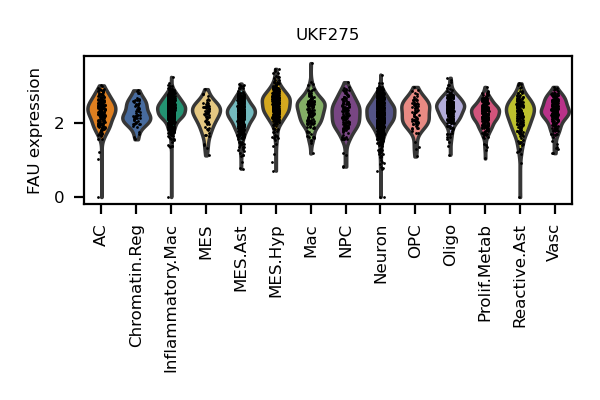 UKF275
FAU expression
2
0
AC
Chromatin.Reg
Inflammatory.Mac
MES
MES.Ast
MES.Hyp
Mac
NPC
Neuron
OPC
Oligo
Prolif.Metab
Reactive.Ast
Vasc